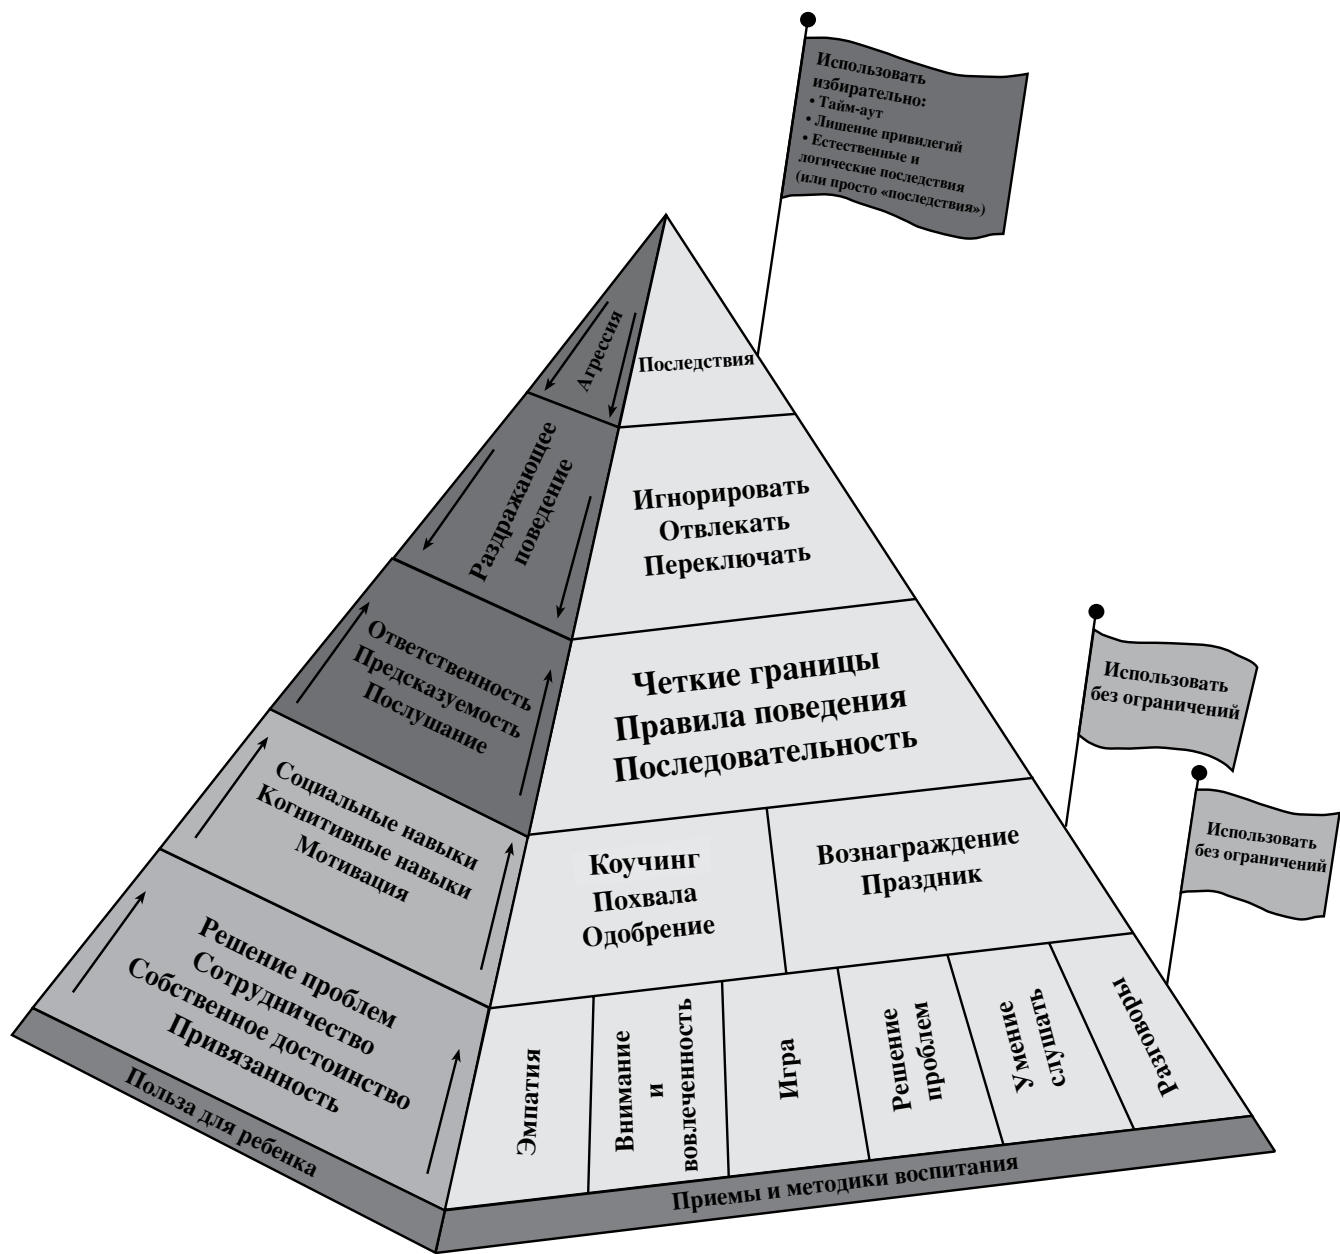 Использовать
избирательно:
• Тайм-аут
• Лишение привилегий
• Естественные и
логические последствия
(или просто «последствия»)
Агрессия
Последствия
Раздражающее
поведение
Игнорировать
Отвлекать
Переключать
Ответственность
Предсказуемость
Послушание
Четкие границы
Правила поведения
Последовательность
Использовать
без ограничений
Социальные навыки
Когнитивные навыки
Мотивация
Коучинг
Похвала
Одобрение
Вознаграждение
Праздник
Использовать
без ограничений
Решение проблем
Сотрудничество
Собственное достоинство
Привязанность
Эмпатия
Внимание
и
вовлеченность
Игра
Решение
проблем
Умение
слушать
Разговоры
Польза для ребенка
Приемы и методики воспитания